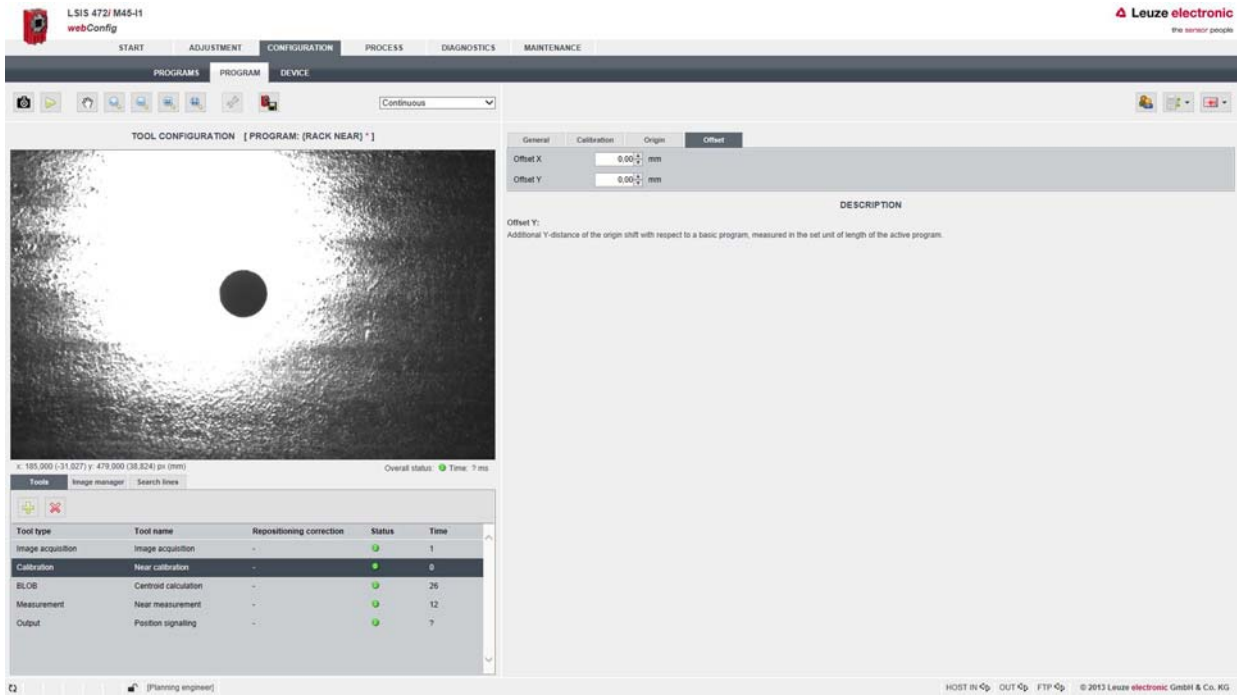 LSIS 472i M45-I1
webConfig
Leuze electronic
the sensor people
START ADJUSTMENT CONFIGURATION PROCESS DIAGNOSTICS MAINTENANCE
PROGRAMS PROGRAM DEVICE
Continuous
TOOL CONFIGURATION [ PROGRAM: {RACK NEAR} * ]
General Calibration Origin Offset
Offset X 0,00 mm
Offset Y 0,00 mm
DESCRIPTION
Offset Y:
Additional Y-distance of the origin shift with respect to a basic program, measured in the set unit of length of the active program.
x: 185,000 (-31,027) y: 479,000 (38,824) px (mm) Overall status: Time: ? ms
Tools Image manager Search lines
Tool type Tool name Repositioning correction Status Time
Image acquisition Image acquisition - 1
Calibration Near calibration - 0
BLOB Centroid calculation - 26
Measurement Near measurement - 12
Output Position signalling - ?
[Planning engineer] HOST IN OUT FTP © 2013 Leuze electronic GmbH & Co. KG